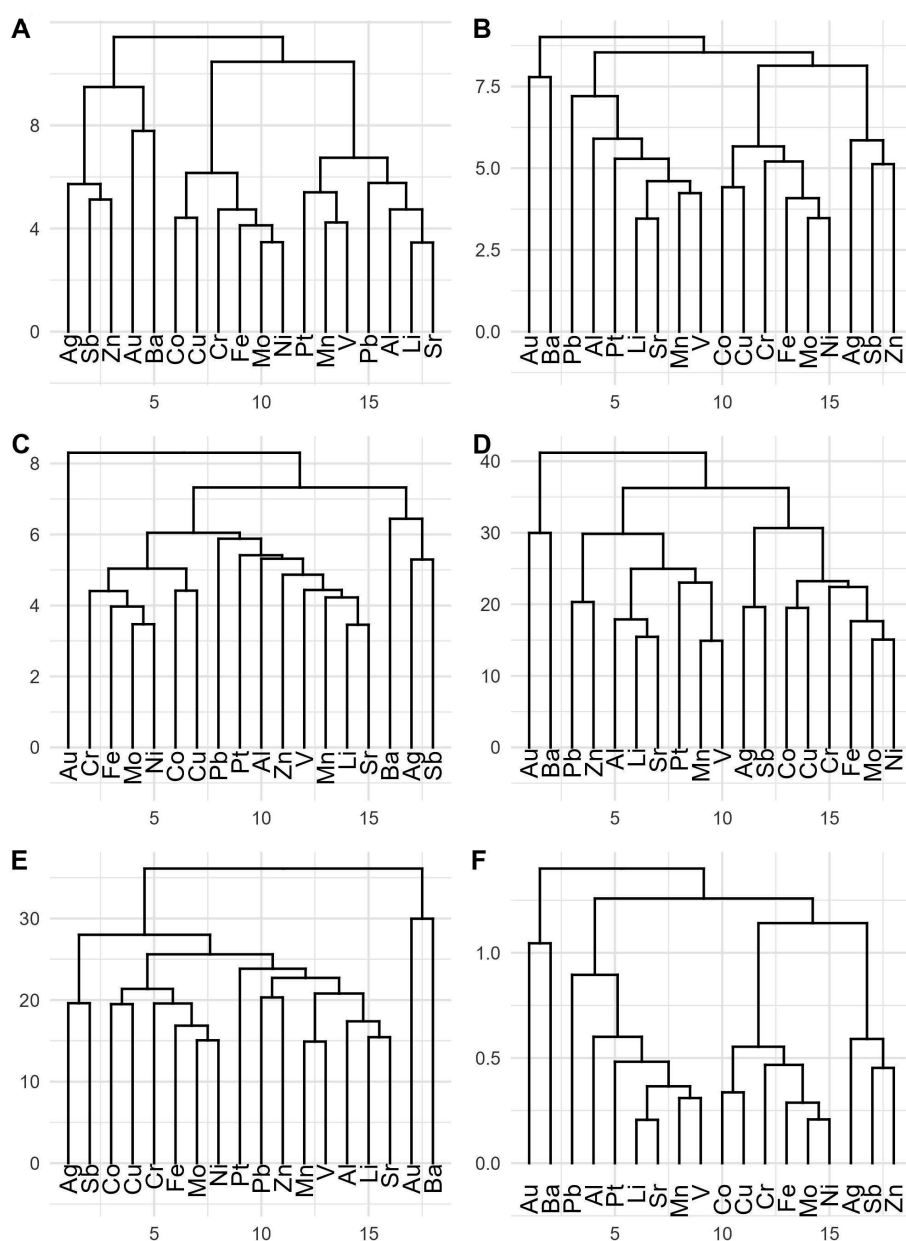 A
8
4
0
Ag Sb Zn Au Ba Co Cu Cr Fe Mo Ni Pt Mn V Pb Al Li Sr
5 10 15
B
7.5
5.0
2.5
0.0
Au Ba Pb Al Pt Li Sr Mn V Co Cu Cr Fe Mo Ni Ag Sb Zn
5 10 15
C
8
6
4
2
0
Au Cr Fe Mo Ni Co Cu Pb Pt Al Zn V Mn Li Sr Ba Ag Sb
5 10 15
D
40
30
20
10
0
Au Ba Pb Zn Al Li Sr Pt Mn V Ag Sb Co Cu Cr Fe Mo Ni
5 10 15
E
30
20
10
0
Ag Sb Co Cu Cr Fe Mo Ni Pt Pb Zn Mn V Al Li Sr Au Ba
5 10 15
F
1.0
0.5
0.0
Au Ba Pb Al Pt Li Sr Mn V Co Cu Cr Fe Mo Ni Ag Sb Zn
5 10 15